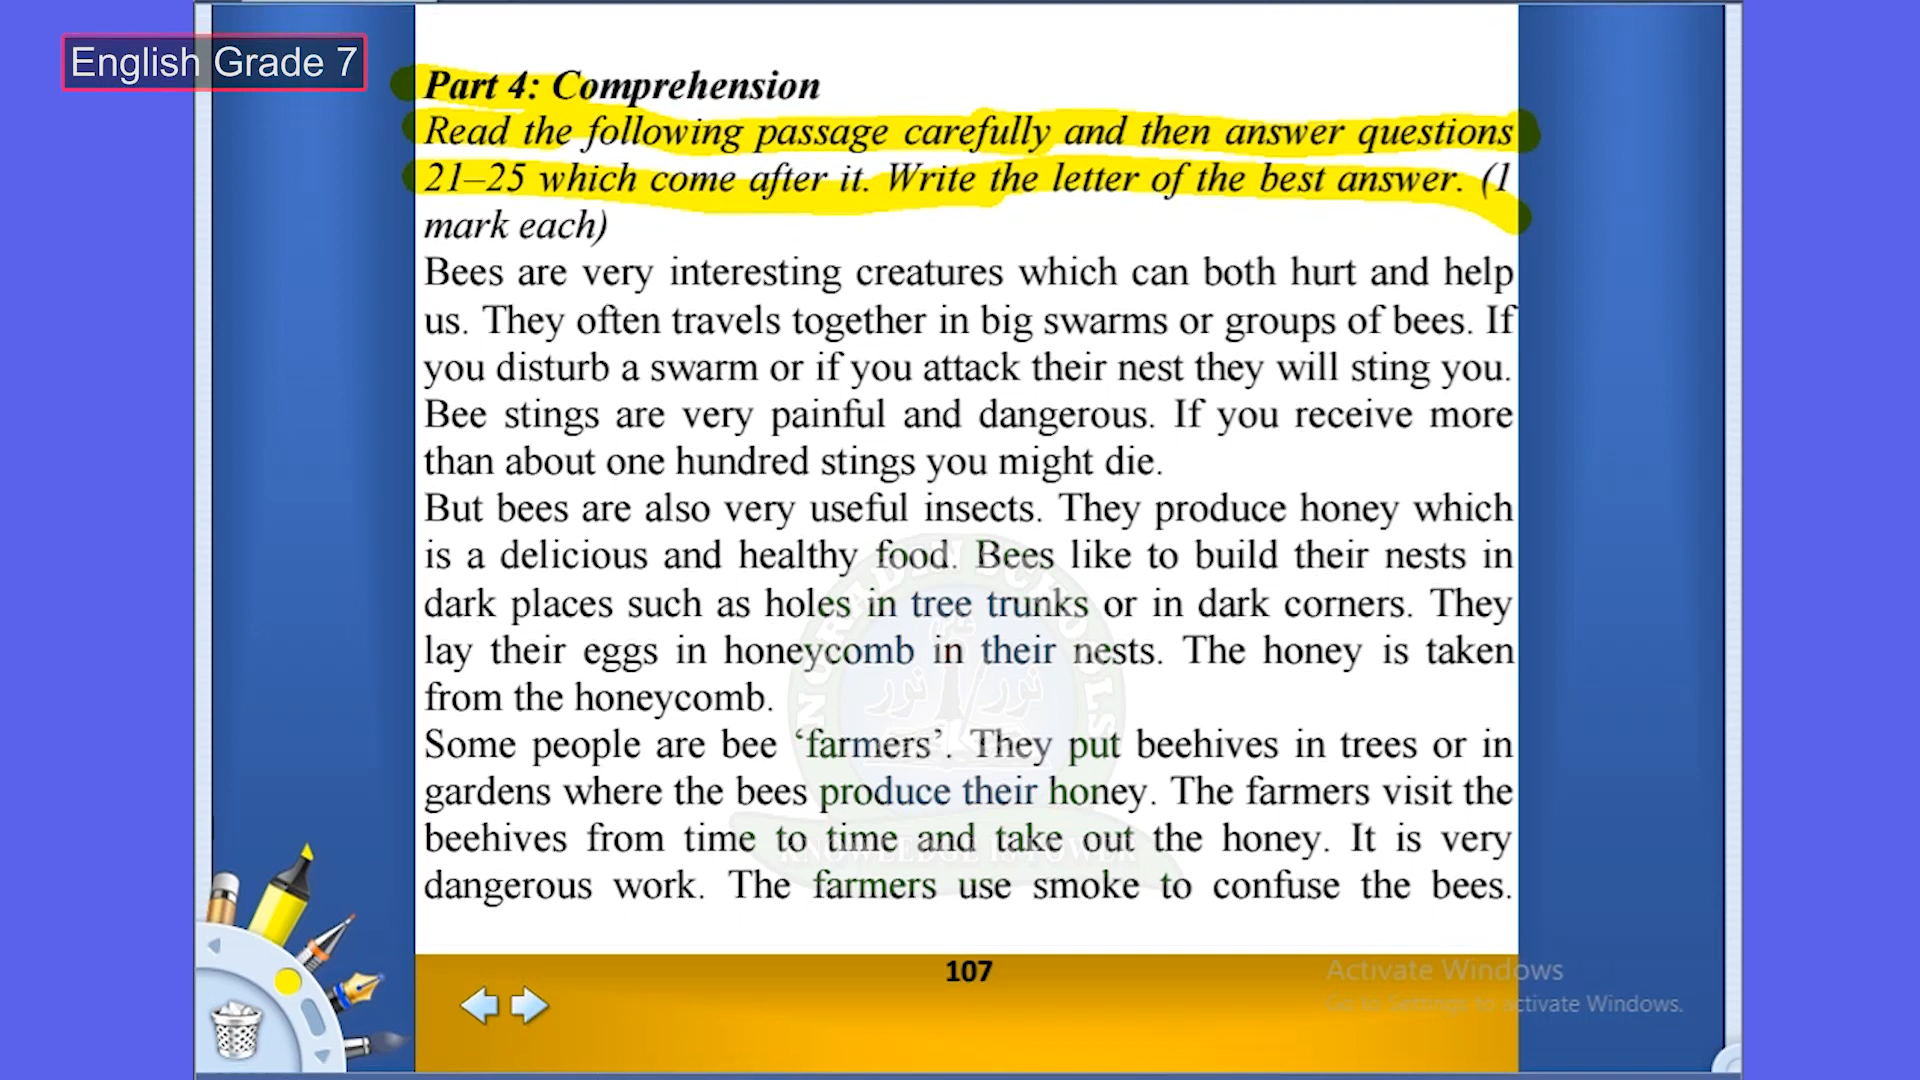 English Grade 7
Part 4: Comprehension
Read the following passage carefully and then answer questions
21–25 which come after it. Write the letter of the best answer. (1
mark each)
Bees are very interesting creatures which can both hurt and help
us. They often travels together in big swarms or groups of bees. If
you disturb a swarm or if you attack their nest they will sting you.
Bee stings are very painful and dangerous. If you receive more
than about one hundred stings you might die.
But bees are also very useful insects. They produce honey which
is a delicious and healthy food. Bees like to build their nests in
dark places such as holes in tree trunks or in dark corners. They
lay their eggs in honeycomb in their nests. The honey is taken
from the honeycomb.
Some people are bee ‘farmers’. They put beehives in trees or in
gardens where the bees produce their honey. The farmers visit the
beehives from time to time and take out the honey. It is very
dangerous work. The farmers use smoke to confuse the bees.
KNOWLEDGE IS POWER
107
Activate Windows
Go to Settings to activate Windows.